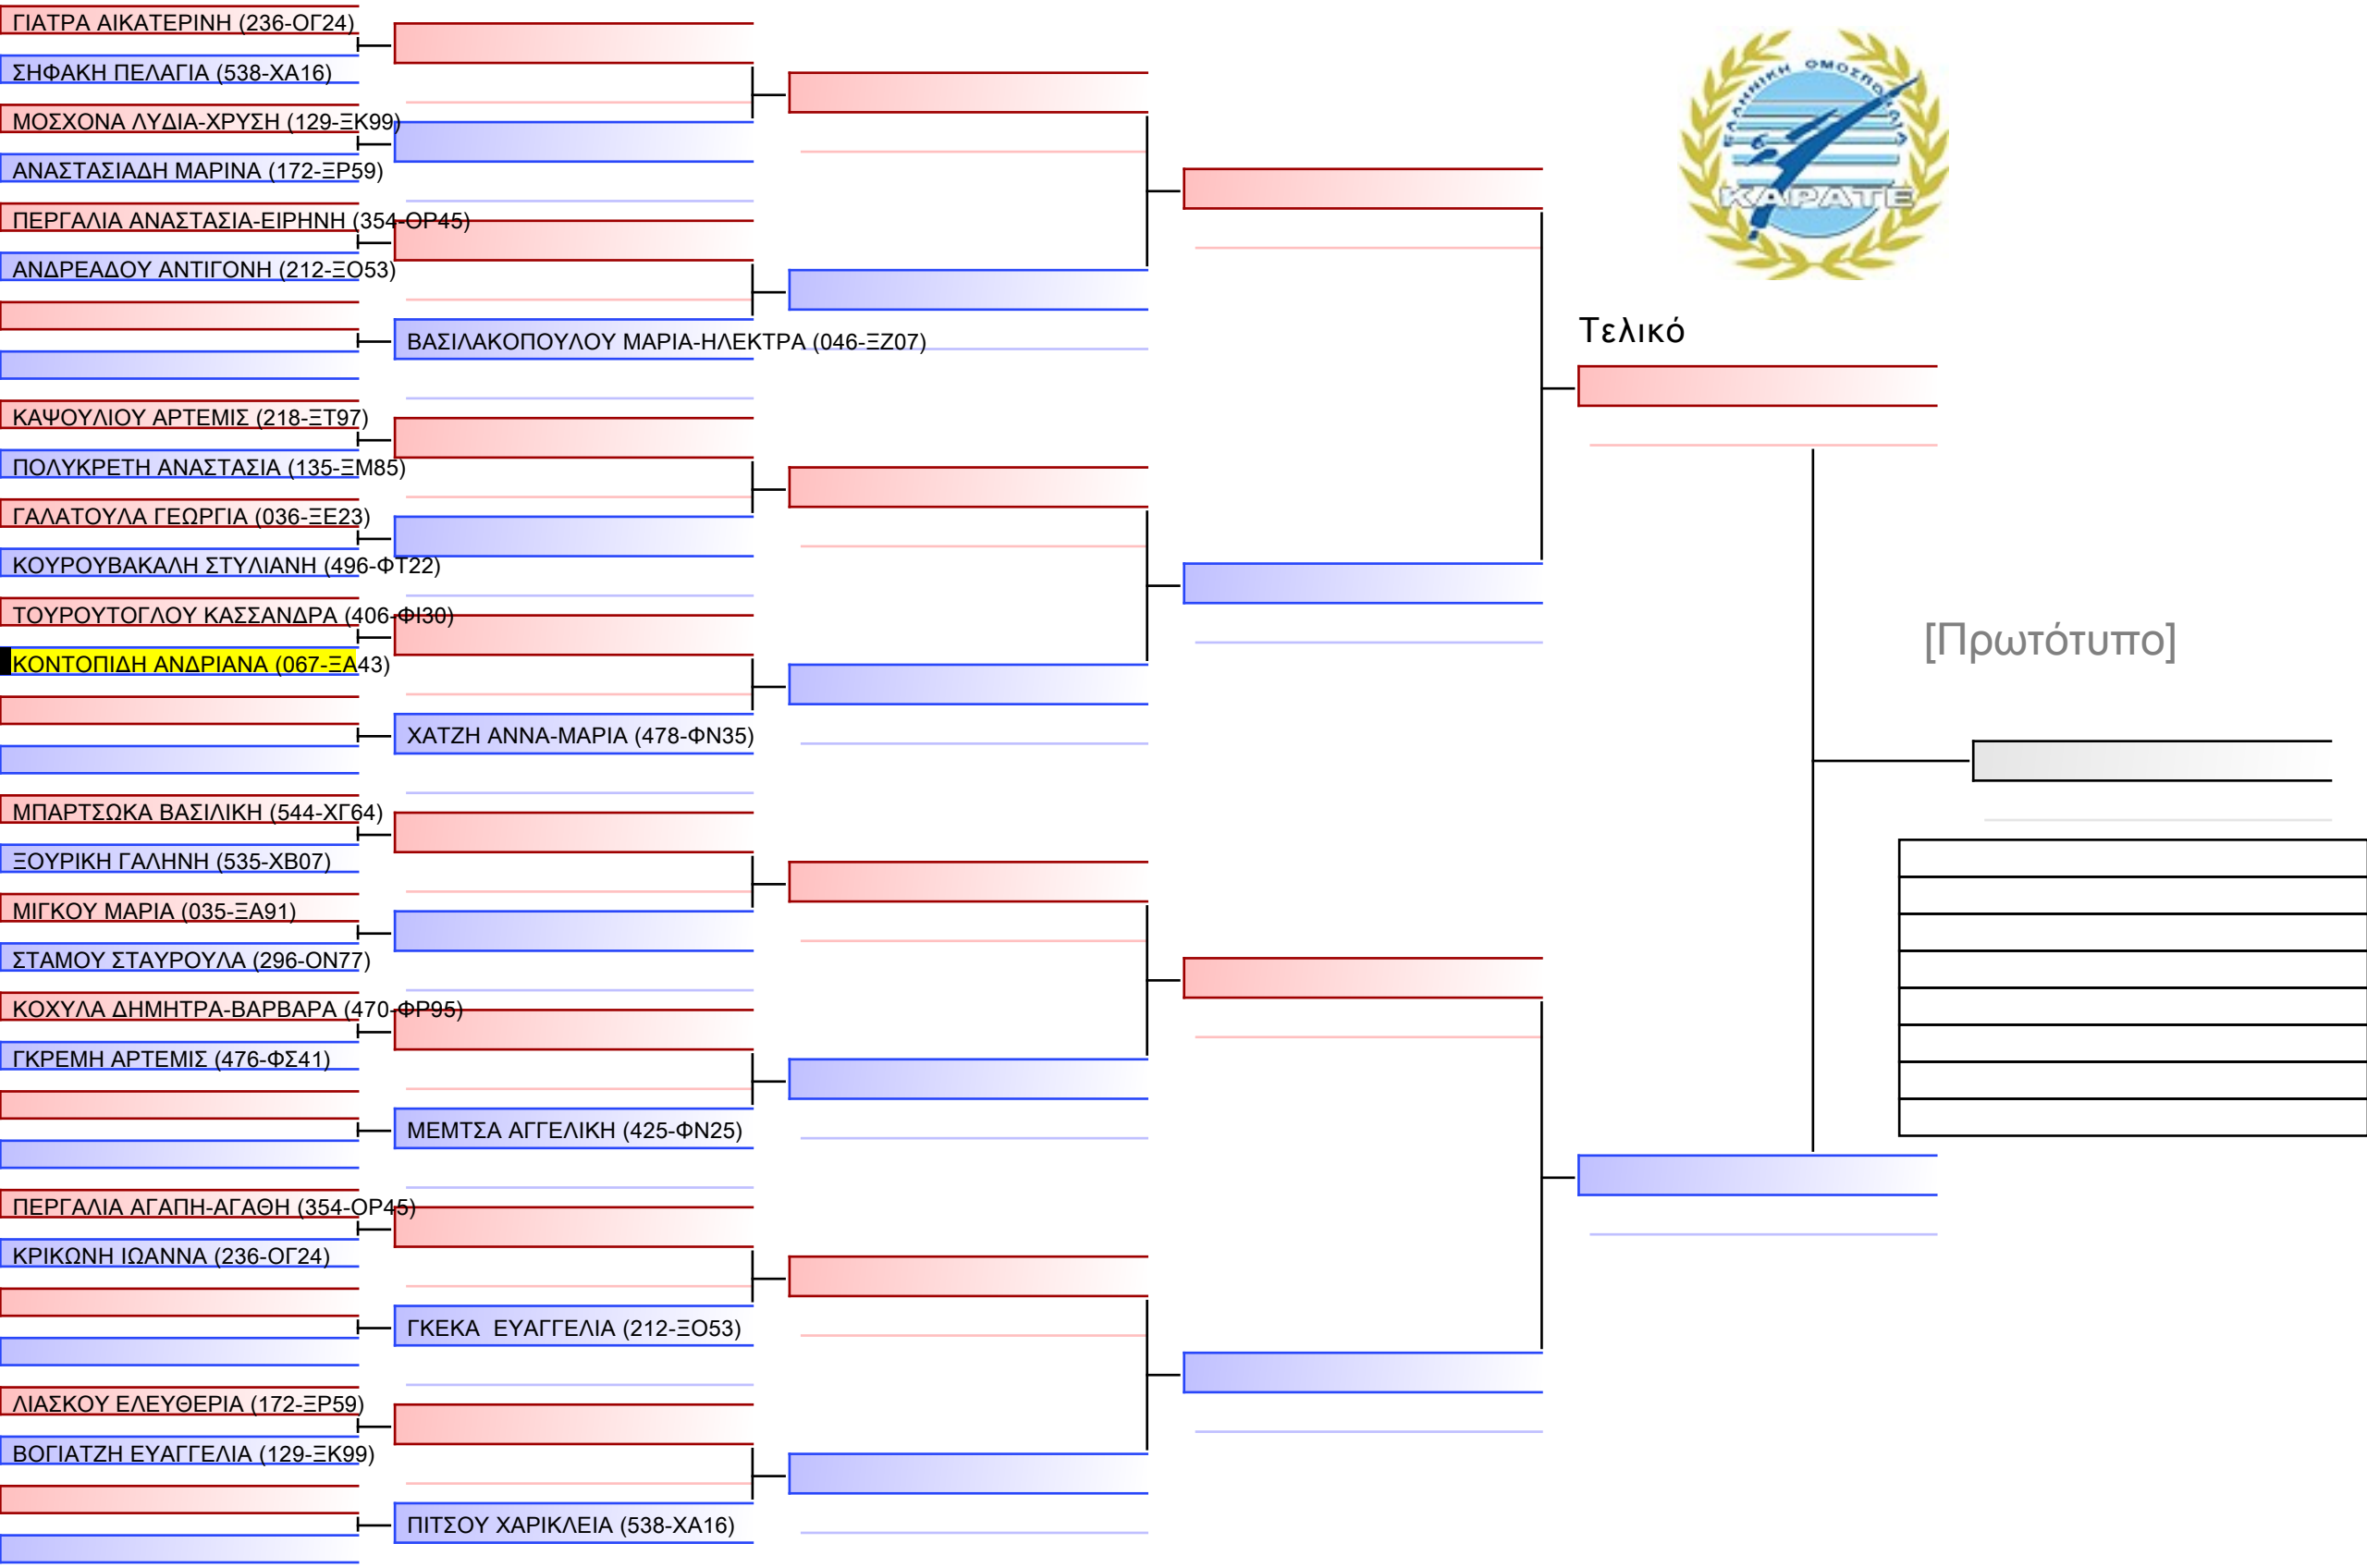 ΓΙΑΤΡΑ ΑΙΚΑΤΕΡΙΝΗ (236-ΟΓ24)
ΣΗΦΑΚΗ ΠΕΛΑΓΙΑ (538-ΧΑ16)
ΜΟΣΧΟΝΑ ΛΥΔΙΑ-ΧΡΥΣΗ (129-ΞΚ99)
ΑΝΑΣΤΑΣΙΑΔΗ ΜΑΡΙΝΑ (172-ΞΡ59)
ΠΕΡΓΑΛΙΑ ΑΝΑΣΤΑΣΙΑ-ΕΙΡΗΝΗ (354-ΟΡ45)
ΑΝΔΡΕΑΔΟΥ ΑΝΤΙΓΟΝΗ (212-ΞΟ53)
ΒΑΣΙΛΑΚΟΠΟΥΛΟΥ ΜΑΡΙΑ-ΗΛΕΚΤΡΑ (046-ΞΖ07)
ΚΑΨΟΥΛΙΟΥ ΑΡΤΕΜΙΣ (218-ΞΤ97)
ΠΟΛΥΚΡΕΤΗ ΑΝΑΣΤΑΣΙΑ (135-ΞΜ85)
ΓΑΛΑΤΟΥΛΑ ΓΕΩΡΓΙΑ (036-ΞΕ23)
ΚΟΥΡΟΥΒΑΚΑΛΗ ΣΤΥΛΙΑΝΗ (496-ΦΤ22)
ΤΟΥΡΟΥΤΟΓΛΟΥ ΚΑΣΣΑΝΔΡΑ (406-ΦΙ30)
ΚΟΝΤΟΠΙΔΗ ΑΝΔΡΙΑΝΑ (067-ΞΑ43)
ΧΑΤΖΗ ΑΝΝΑ-ΜΑΡΙΑ (478-ΦΝ35)
ΜΠΑΡΤΣΩΚΑ ΒΑΣΙΛΙΚΗ (544-ΧΓ64)
ΞΟΥΡΙΚΗ ΓΑΛΗΝΗ (535-ΧΒ07)
ΜΙΓΚΟΥ ΜΑΡΙΑ (035-ΞΑ91)
ΣΤΑΜΟΥ ΣΤΑΥΡΟΥΛΑ (296-ΟΝ77)
ΚΟΧΥΛΑ ΔΗΜΗΤΡΑ-ΒΑΡΒΑΡΑ (470-ΦΡ95)
ΓΚΡΕΜΗ ΑΡΤΕΜΙΣ (476-ΦΣ41)
ΜΕΜΤΣΑ ΑΓΓΕΛΙΚΗ (425-ΦΝ25)
ΠΕΡΓΑΛΙΑ ΑΓΑΠΗ-ΑΓΑΘΗ (354-ΟΡ45)
ΚΡΙΚΩΝΗ ΙΩΑΝΝΑ (236-ΟΓ24)
ΓΚΕΚΑ  ΕΥΑΓΓΕΛΙΑ (212-ΞΟ53)
ΛΙΑΣΚΟΥ ΕΛΕΥΘΕΡΙΑ (172-ΞΡ59)
ΒΟΓΙΑΤΖΗ ΕΥΑΓΓΕΛΙΑ (129-ΞΚ99)
ΠΙΤΣΟΥ ΧΑΡΙΚΛΕΙΑ (538-ΧΑ16)
ΕΛΛΗΝΙΚΗ ΟΜΟΣΠΟΝΔΙΑ
ΚΑΡΑΤΕ
Τελικό
[Πρωτότυπο]